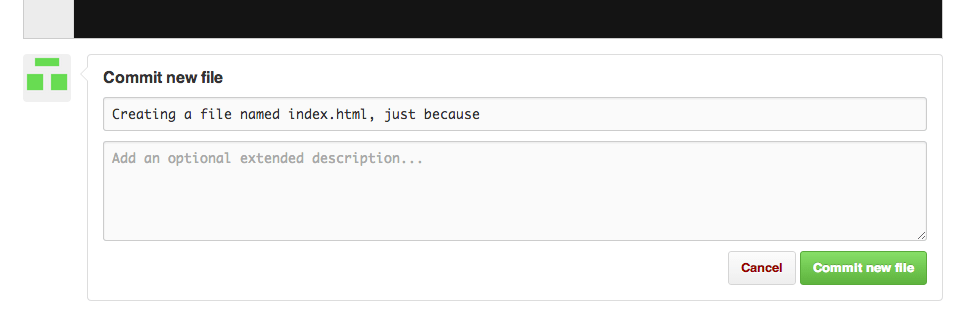 Commit new file
Creating a file named index.html, just because
Add an optional extended description...
Cancel
Commit new file